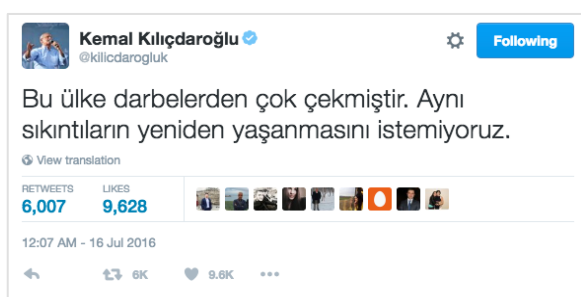 Kemal Kılıçdaroğlu
@kilicdarogluk
Following
Bu ülke darbelerden çok çekmiştir. Aynı
sıkıntıların yeniden yaşanmasını istemiyoruz.
View translation
RETWEETS LIKES
6,007 9,628
12:07 AM - 16 Jul 2016
6K 9.6K